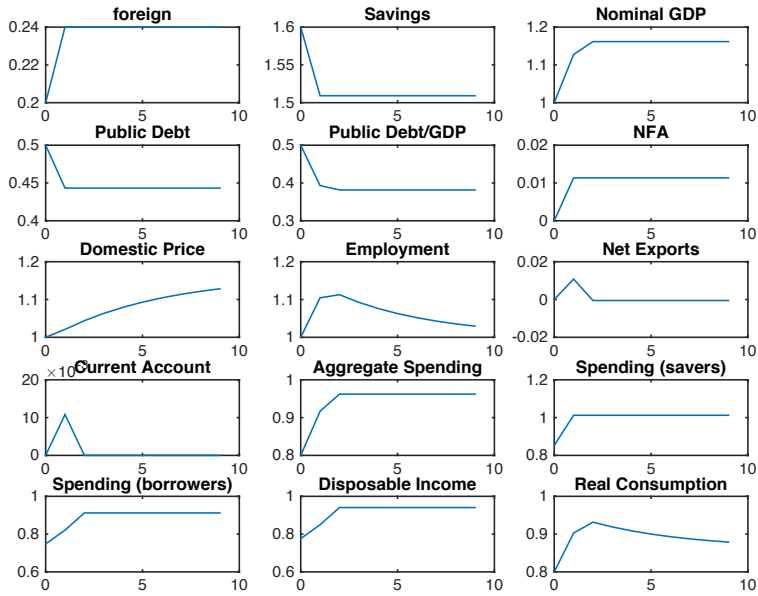 foreign
0.24
0.22
0.2
0 5 10
Savings
1.6
1.55
1.5
0 5 10
Nominal GDP
1.2
1.1
1
0 5 10
Public Debt
0.5
0.45
0.4
0 5 10
Public Debt/GDP
0.5
0.4
0.3
0 5 10
NFA
0.02
0.01
0
0 5 10
Domestic Price
1.2
1.1
1
0 5 10
Employment
1.2
1.1
1
0 5 10
Net Exports
0.02
0
-0.02
0 5 10
×10⁻³
Current Account
20
10
0
0 5 10
Aggregate Spending
1
0.9
0.8
0 5 10
Spending (savers)
1.2
1
0.8
0 5 10
Spending (borrowers)
1
0.8
0.6
0 5 10
Disposable Income
1
0.8
0.6
0 5 10
Real Consumption
1
0.9
0.8
0 5 10